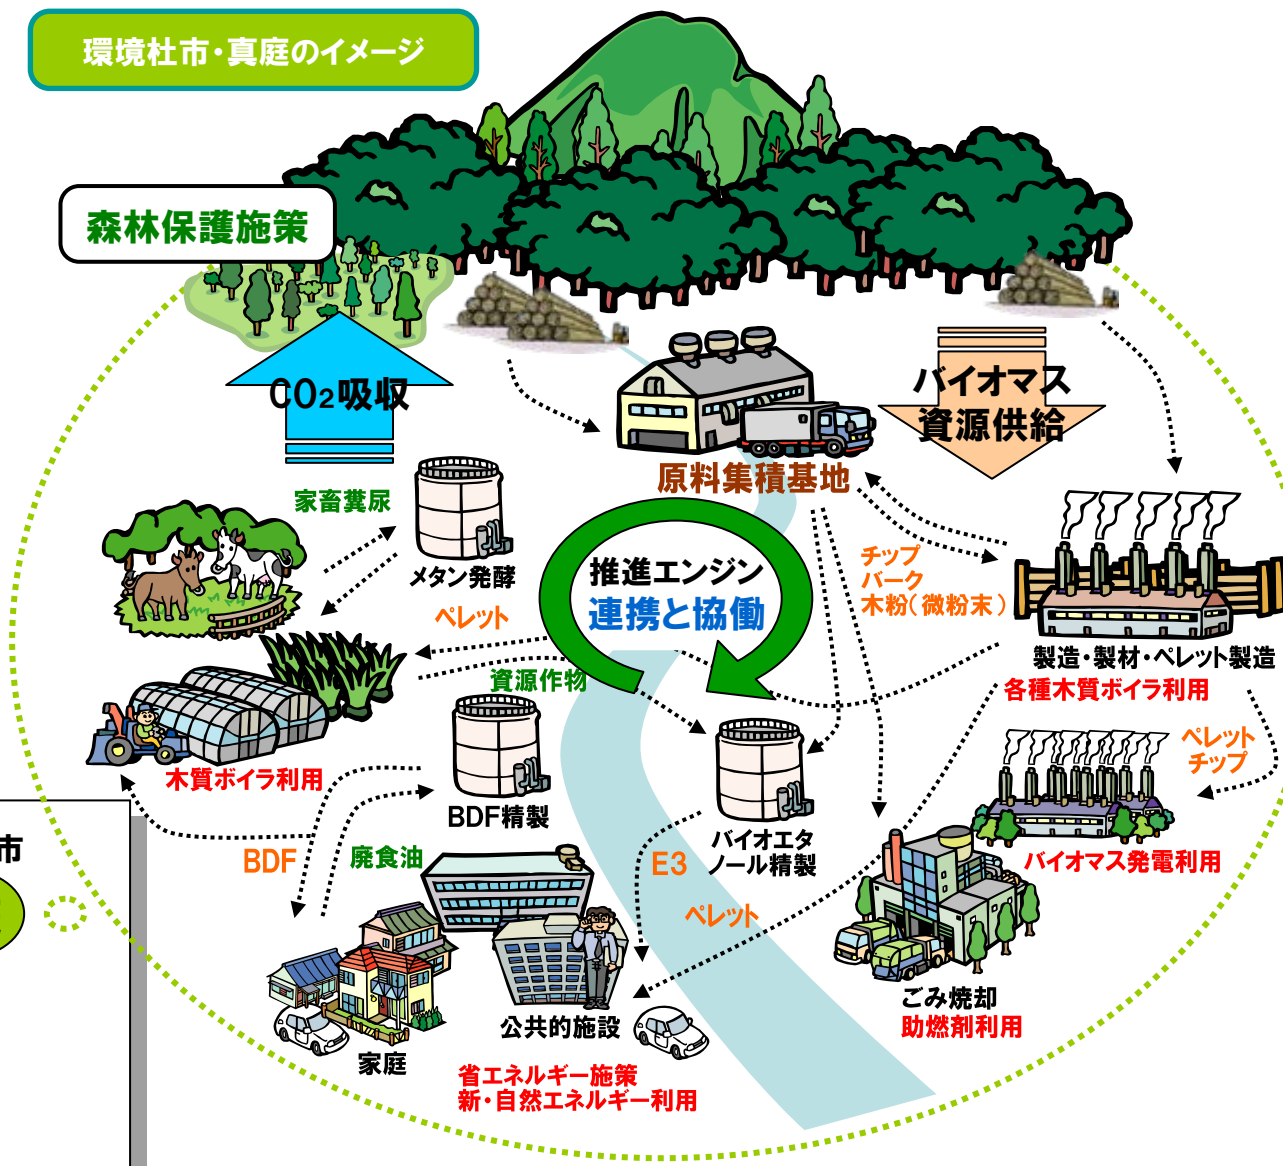 環境杜市・真庭のイメージ
森林保護施策
CO₂吸収
バイオマス
資源供給
原料集積基地
家畜糞尿
メタン発酵
推進エンジン
連携と協働
チップ
バーク
木粉(微粉末)
ペレット
製造・製材・ペレット製造
各種木質ボイラ利用
資源作物
木質ボイラ利用
ペレット
チップ
BDF精製
バイオエタ
ノール精製
バイオマス発電利用
市
BDF
廃食油
E3
ペレット
ごみ焼却
助燃剤利用
公共的施設
家庭
省エネルギー施策
新・自然エネルギー利用